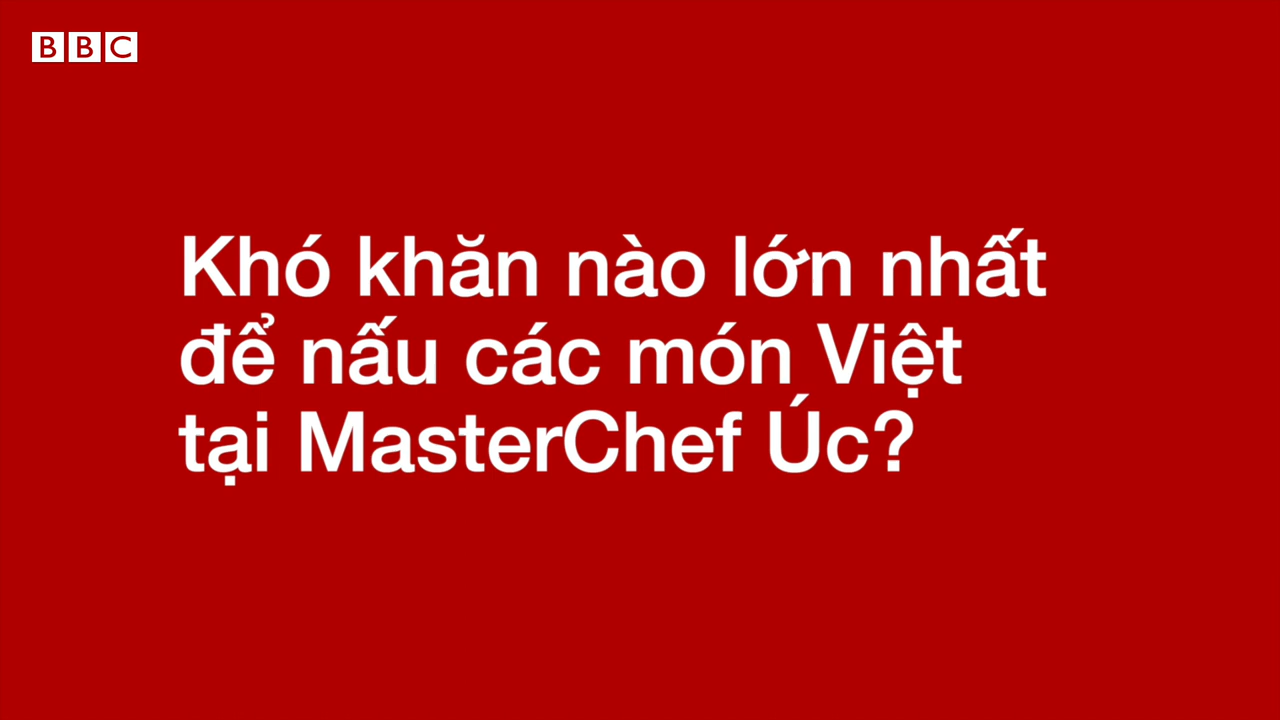 BBC
Khó khăn nào lớn nhất
để nấu các món Việt
tại MasterChef Úc?